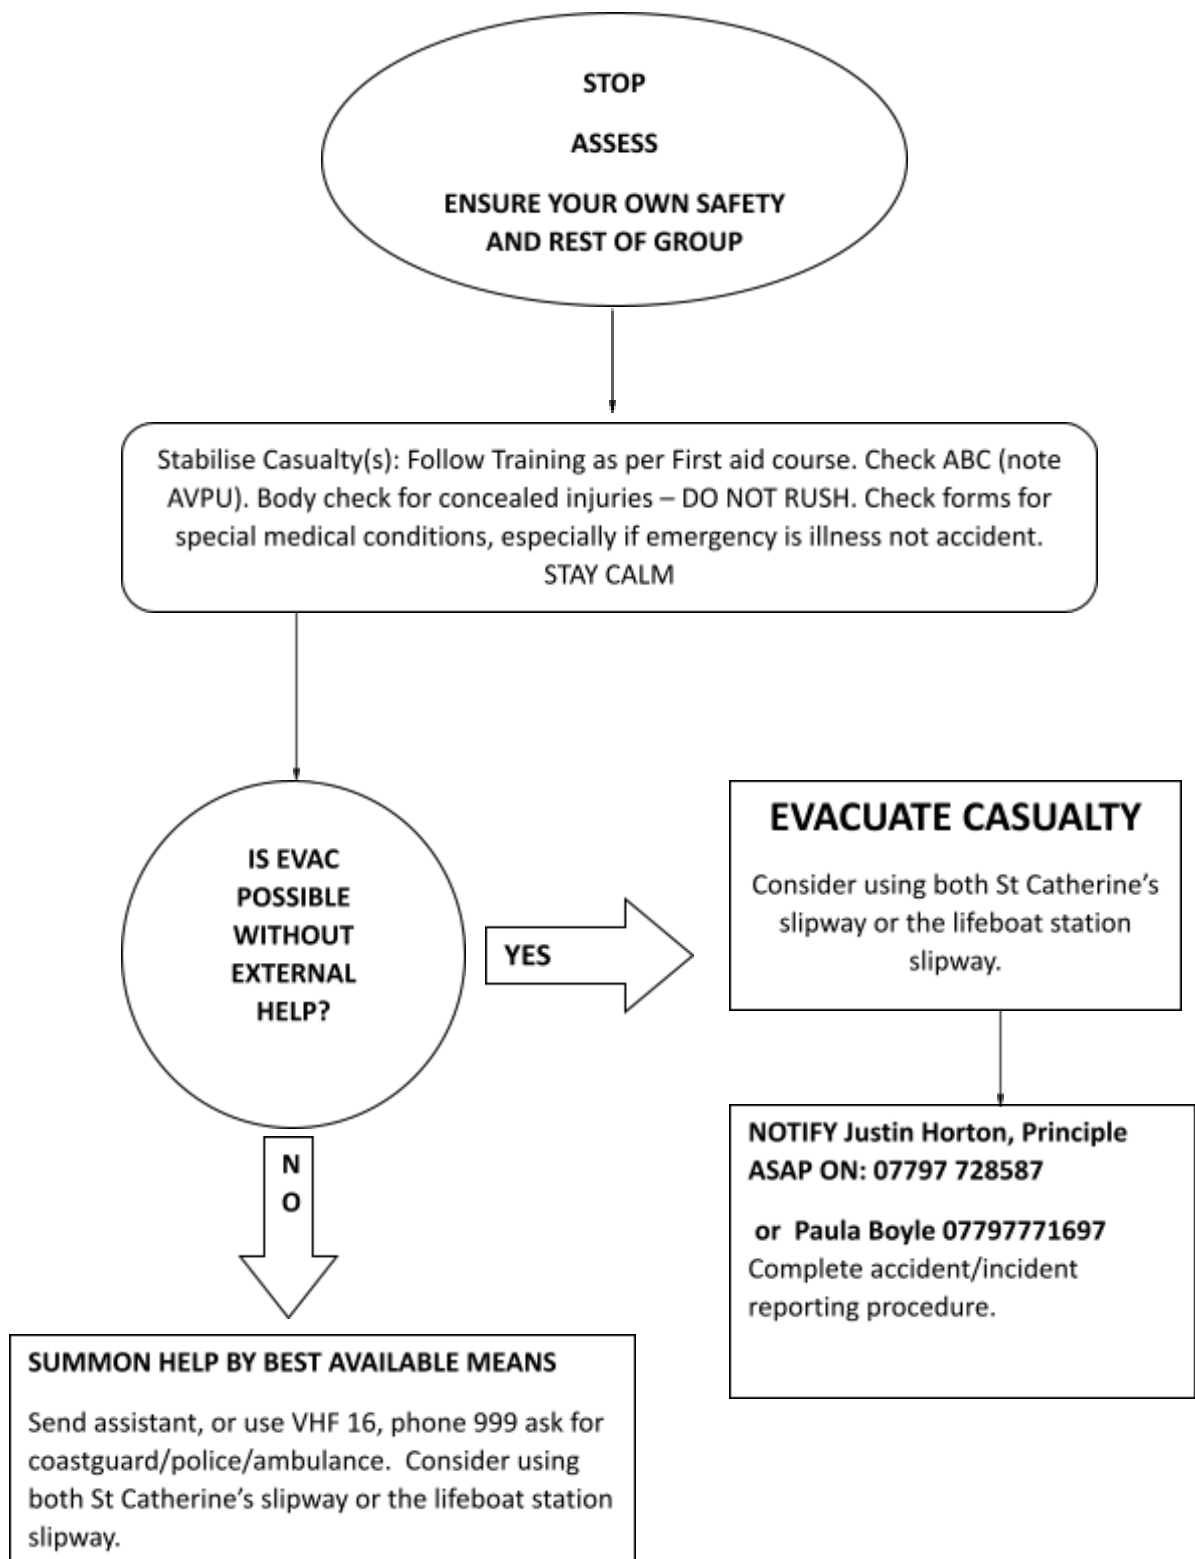 STOP
ASSESS
ENSURE YOUR OWN SAFETY
AND REST OF GROUP
Stabilise Casualty(s): Follow Training as per First aid course. Check ABC (note
AVPU). Body check for concealed injuries – DO NOT RUSH. Check forms for
special medical conditions, especially if emergency is illness not accident.
STAY CALM
IS EVAC
POSSIBLE
WITHOUT
EXTERNAL
HELP?
YES
EVACUATE CASUALTY
Consider using both St Catherine’s
slipway or the lifeboat station
slipway.
NOTIFY Justin Horton, Principle
ASAP ON: 07797 728587
or Paula Boyle 07797771697
Complete accident/incident
reporting procedure.
N
O
SUMMON HELP BY BEST AVAILABLE MEANS
Send assistant, or use VHF 16, phone 999 ask for
coastguard/police/ambulance. Consider using
both St Catherine’s slipway or the lifeboat station
slipway.